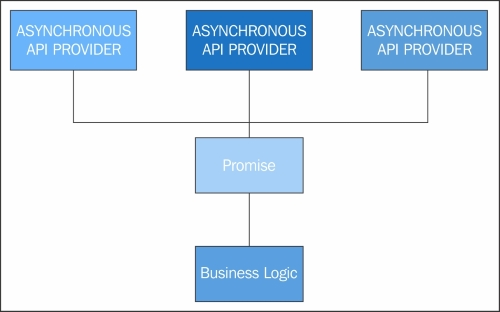 ASYNCHRONOUS
API PROVIDER
ASYNCHRONOUS
API PROVIDER
ASYNCHRONOUS
API PROVIDER
Promise
Business Logic